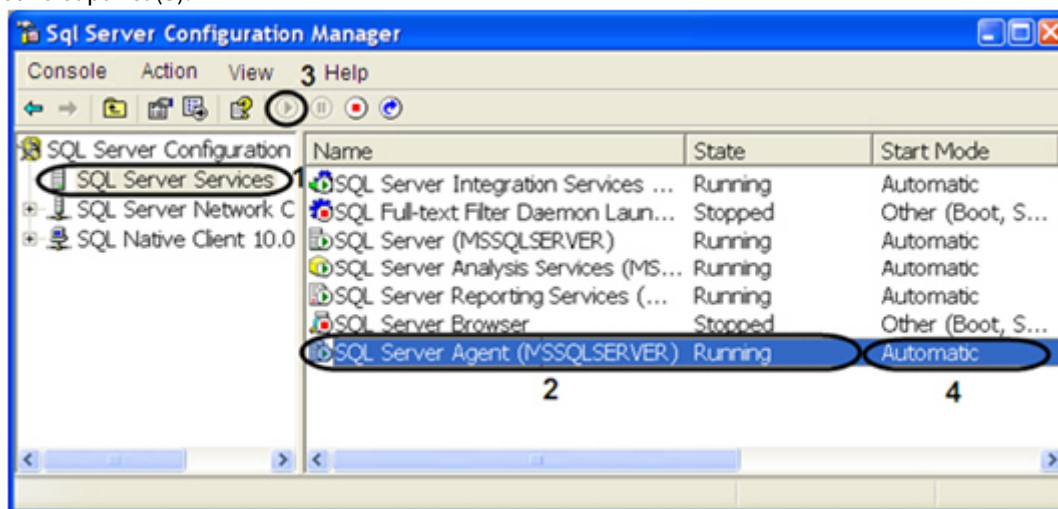 Sql Server Configuration Manager
Console Action View 3 Help
SQL Server Configuration
SQL Server Services 1
SQL Server Network C
SQL Native Client 10.0
Name State Start Mode
SQL Server Integration Services ... Running Automatic
SQL Full-text Filter Daemon Laun... Stopped Other (Boot, S...
SQL Server (MSSQLSERVER) Running Automatic
SQL Server Analysis Services (MS... Running Automatic
SQL Server Reporting Services (... Running Automatic
SQL Server Browser Stopped Other (Boot, S...
SQL Server Agent (MSSQLSERVER) Running Automatic
2 4